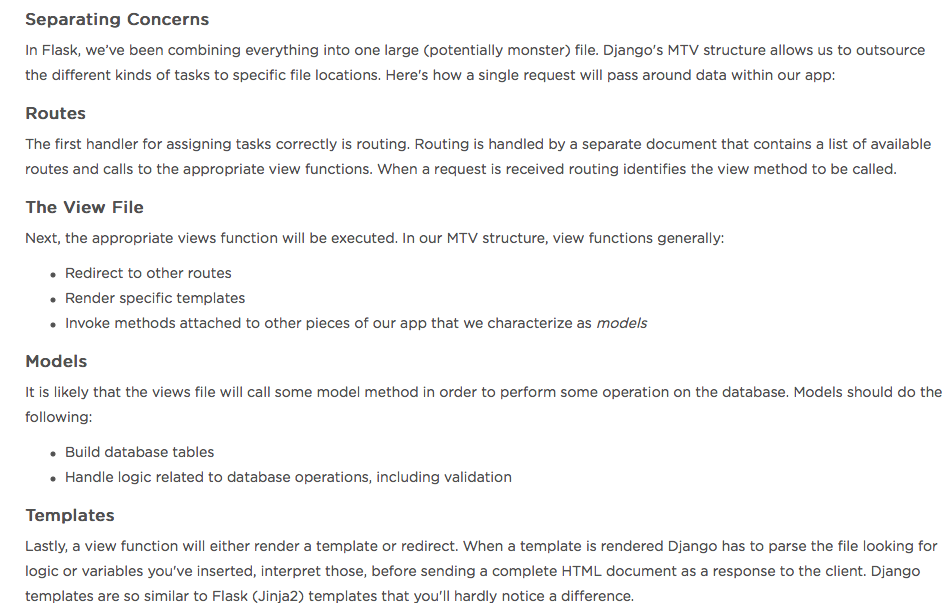 Separating Concerns
In Flask, we've been combining everything into one large (potentially monster) file. Django's MTV structure allows us to outsource
the different kinds of tasks to specific file locations. Here's how a single request will pass around data within our app:
Routes
The first handler for assigning tasks correctly is routing. Routing is handled by a separate document that contains a list of available
routes and calls to the appropriate view functions. When a request is received routing identifies the view method to be called.
The View File
Next, the appropriate views function will be executed. In our MTV structure, view functions generally:
• Redirect to other routes
• Render specific templates
• Invoke methods attached to other pieces of our app that we characterize as models
Models
It is likely that the views file will call some model method in order to perform some operation on the database. Models should do the
following:
• Build database tables
• Handle logic related to database operations, including validation
Templates
Lastly, a view function will either render a template or redirect. When a template is rendered Django has to parse the file looking for
logic or variables you've inserted, interpret those, before sending a complete HTML document as a response to the client. Django
templates are so similar to Flask (Jinja2) templates that you'll hardly notice a difference.